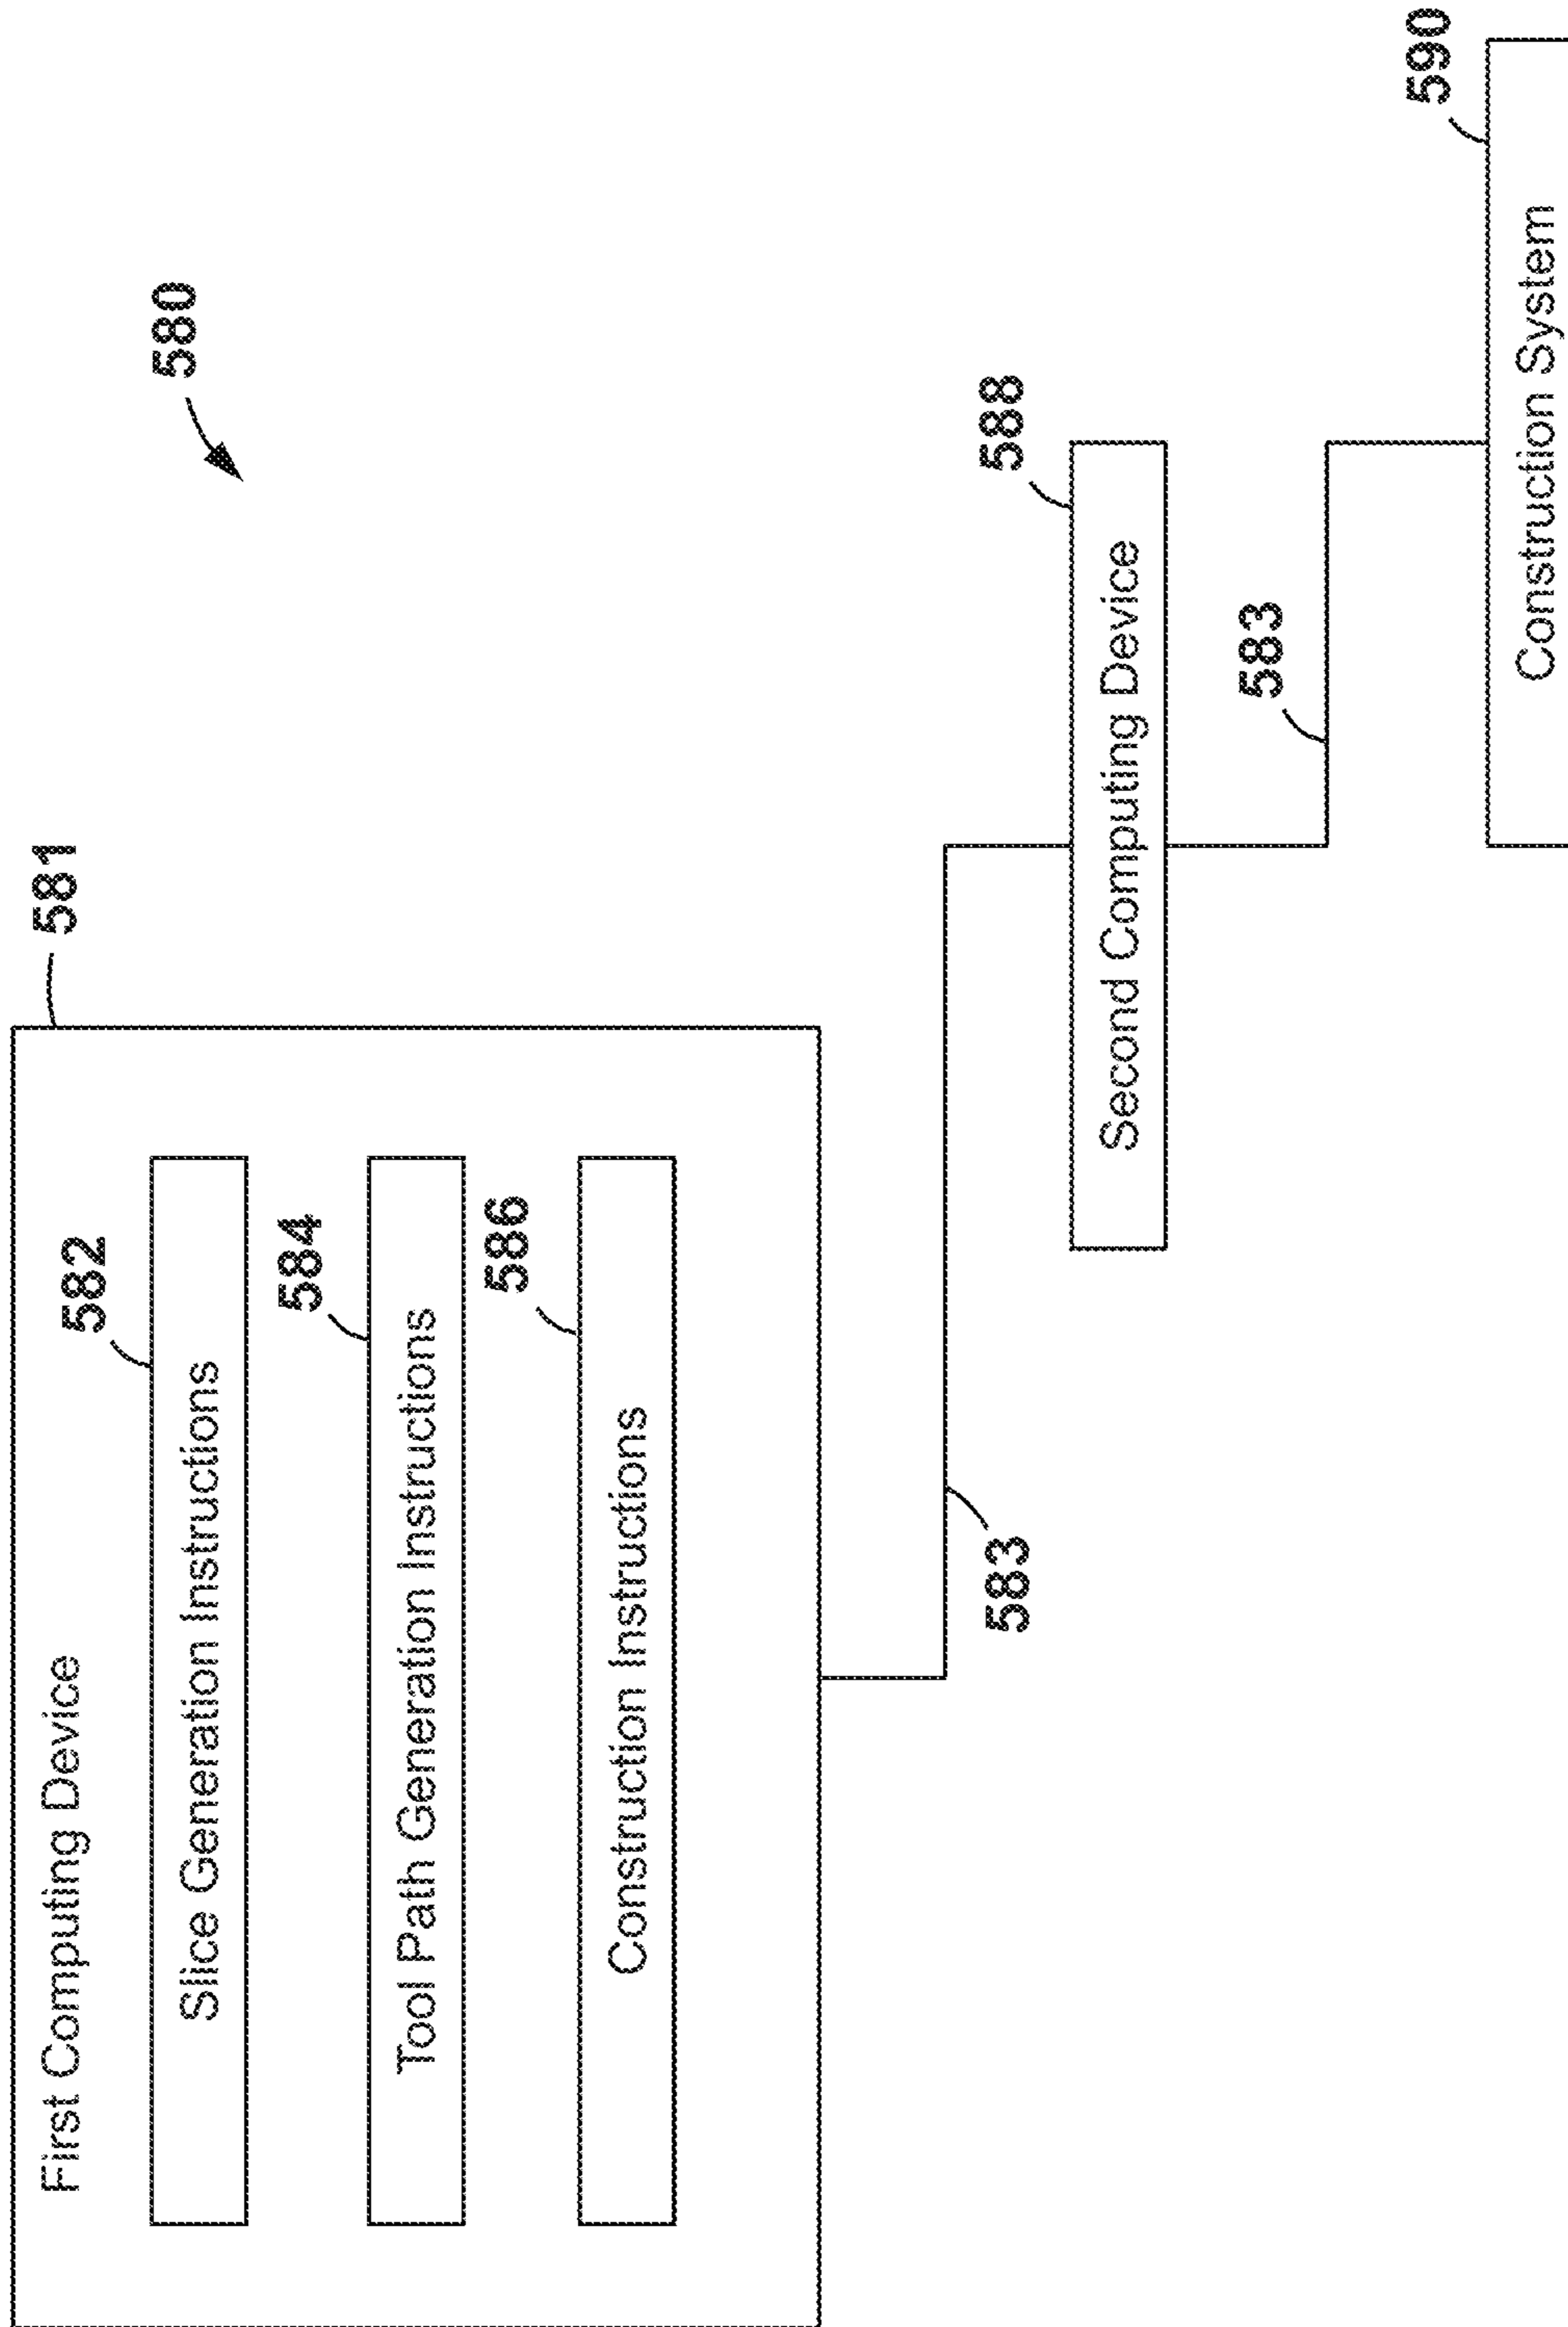 580
581
First Computing Device
582
Slice Generation Instructions
584
Tool Path Generation Instructions
586
Construction Instructions
583
588
Second Computing Device
583
590
Construction System